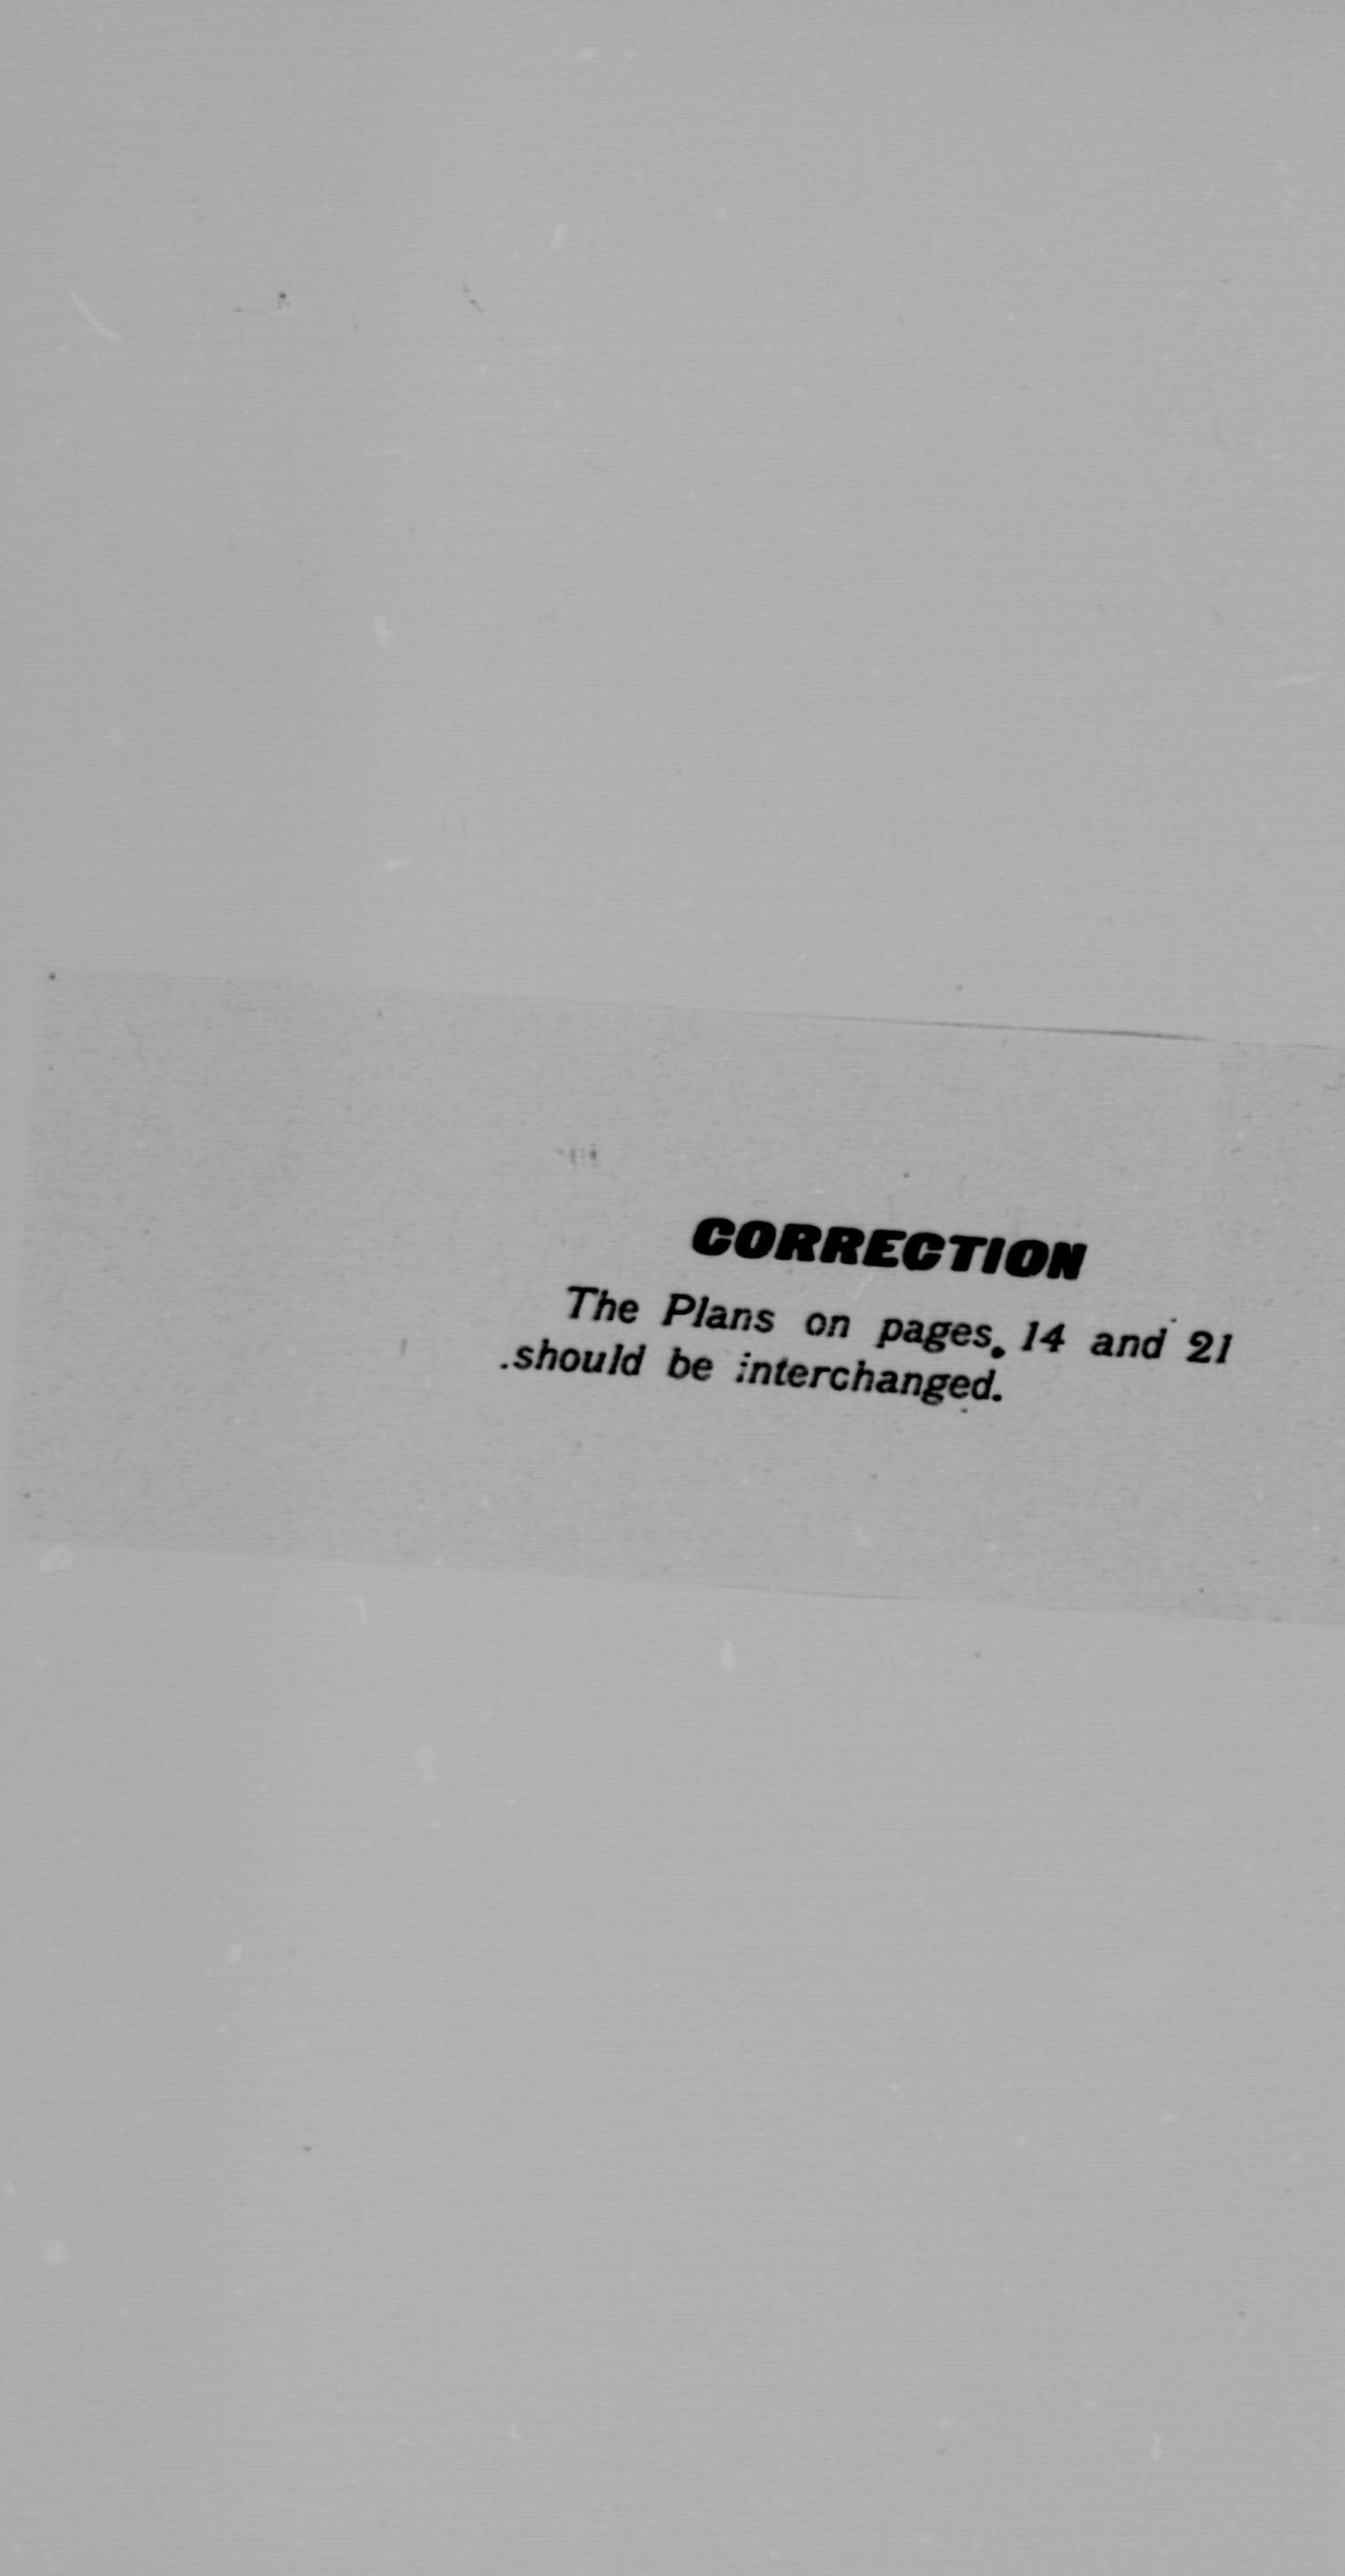 CORRECTION
The Plans on pages 14 and 21
should be interchanged.